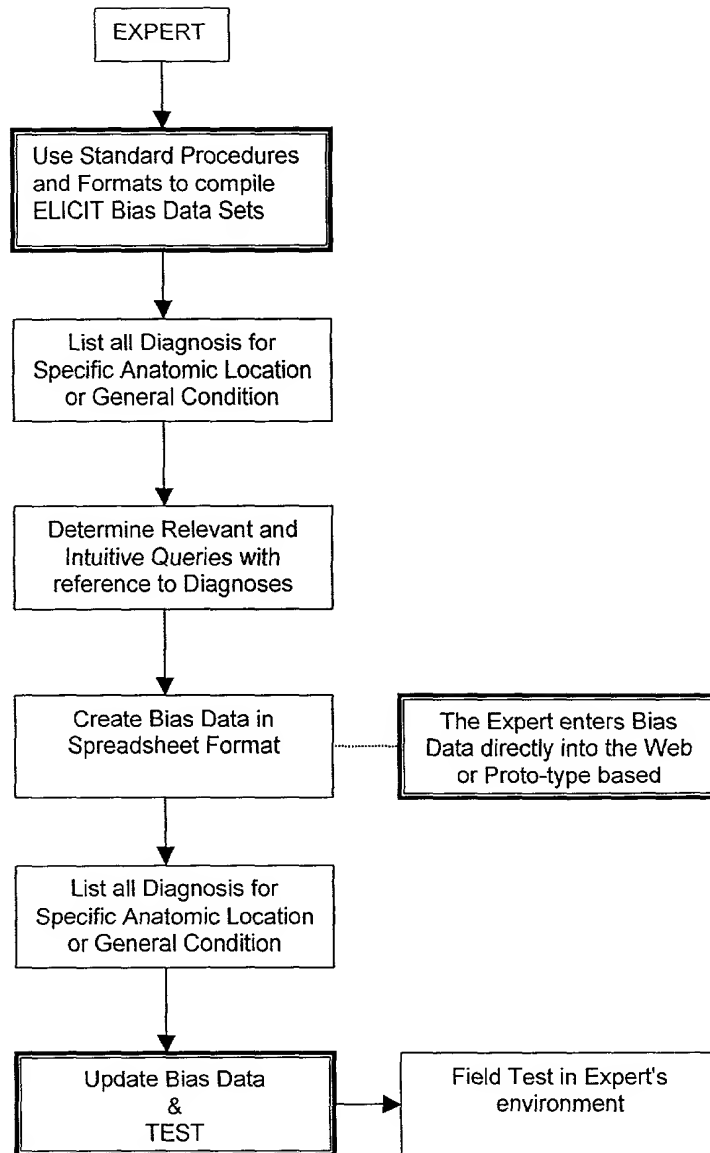 EXPERT
Use Standard Procedures
and Formats to compile
ELICIT Bias Data Sets
List all Diagnosis for
Specific Anatomic Location
or General Condition
Determine Relevant and
Intuitive Queries with
reference to Diagnoses
Create Bias Data in
Spreadsheet Format
The Expert enters Bias
Data directly into the Web
or Proto-type based
List all Diagnosis for
Specific Anatomic Location
or General Condition
Update Bias Data
&
TEST
Field Test in Expert's
environment